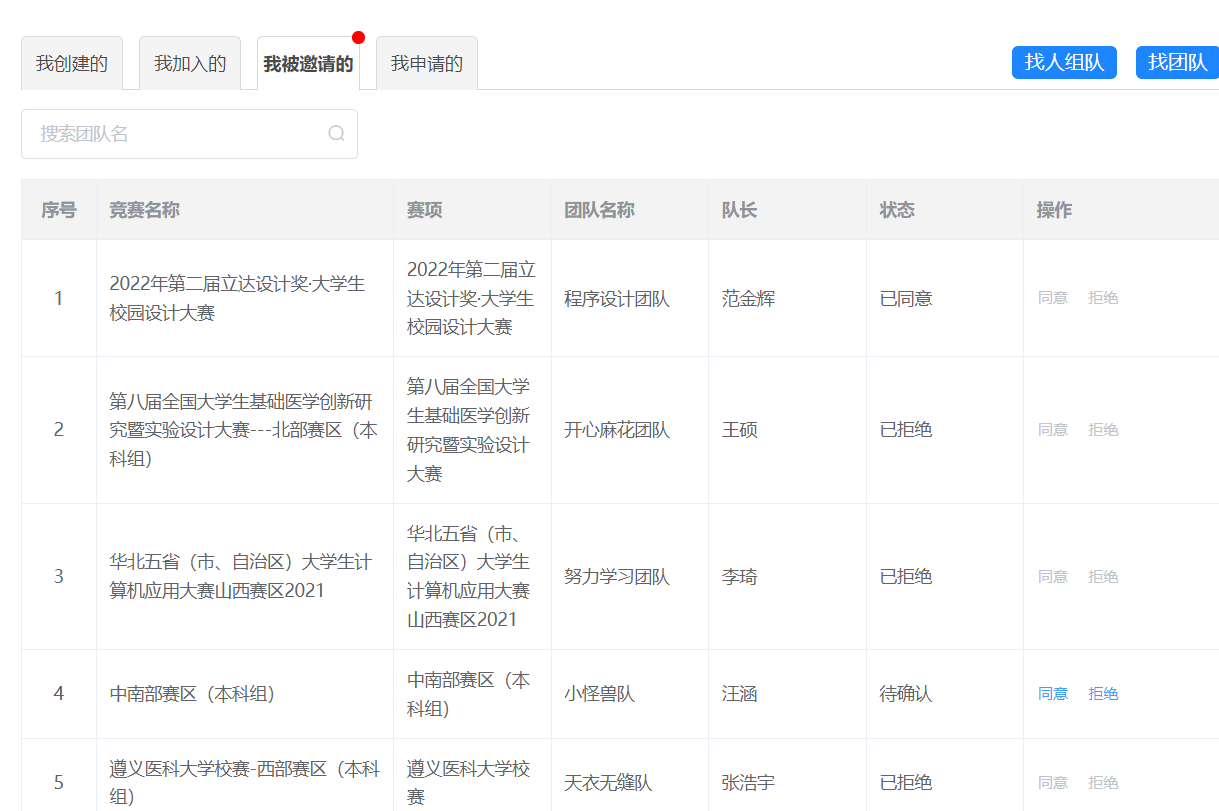 我创建的
我加入的
我被邀请的
我申请的
找人组队
找团队
搜索团队名
序号
竞赛名称
赛项
团队名称
队长
状态
操作
1
2022年第二届立达设计奖·大学生
校园设计大赛
2022年第二届立
达设计奖·大学生
校园设计大赛
程序设计团队
范金辉
已同意
同意
拒绝
2
第八届全国大学生基础医学创新研
究暨实验设计大赛---北部赛区（本
科组）
第八届全国大学
生基础医学创新
研究暨实验设计
大赛
开心麻花团队
王硕
已拒绝
同意
拒绝
3
华北五省（市、自治区）大学生计
算机应用大赛山西赛区2021
华北五省（市、
自治区）大学生
计算机应用大赛
山西赛区2021
努力学习团队
李琦
已拒绝
同意
拒绝
4
中南部赛区（本科组）
中南部赛区（本
科组）
小怪兽队
汪涵
待确认
同意
拒绝
5
遵义医科大学校赛-西部赛区（本科
组）
遵义医科大学校
赛
天衣无缝队
张浩宇
已拒绝
同意
拒绝